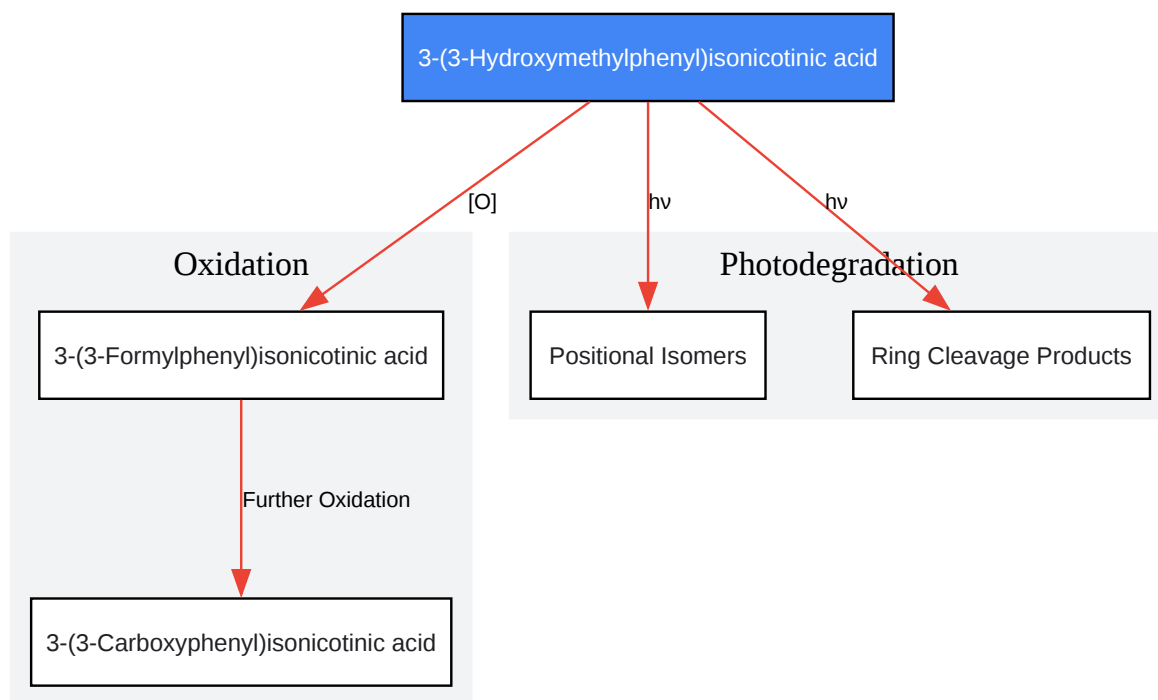 3-(3-Hydroxymethylphenyl)isonicotinic acid
[O]
hν
hν
Oxidation
Photodegradation
3-(3-Formylphenyl)isonicotinic acid
Positional Isomers
Ring Cleavage Products
Further Oxidation
3-(3-Carboxyphenyl)isonicotinic acid